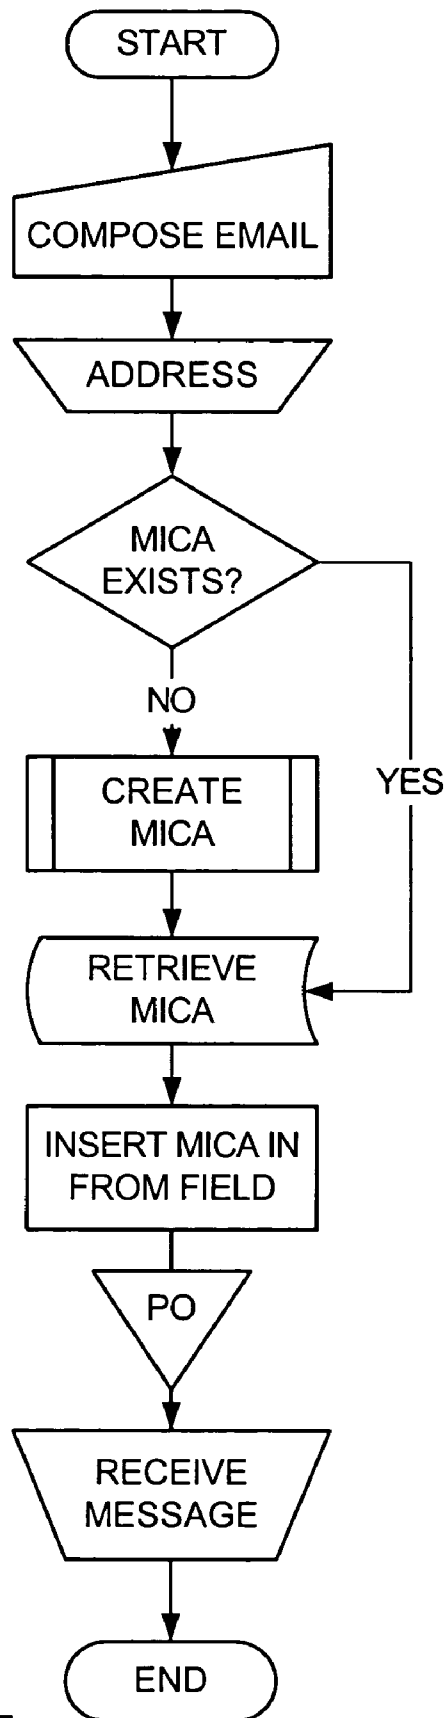 START
COMPOSE EMAIL
ADDRESS
MICA
EXISTS?
NO
YES
CREATE
MICA
RETRIEVE
MICA
INSERT MICA IN
FROM FIELD
PO
RECEIVE
MESSAGE
END